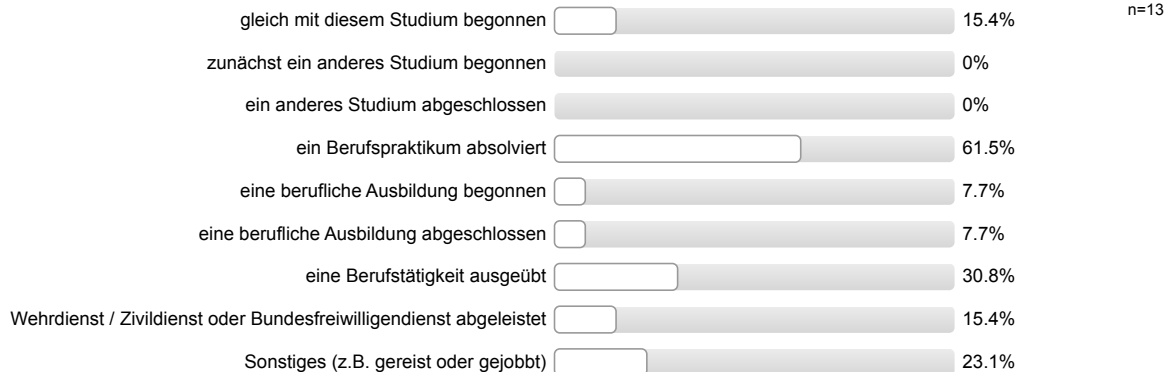 n=13
gleich mit diesem Studium begonnen 15.4%
zunächst ein anderes Studium begonnen 0%
ein anderes Studium abgeschlossen 0%
ein Berufspraktikum absolviert 61.5%
eine berufliche Ausbildung begonnen 7.7%
eine berufliche Ausbildung abgeschlossen 7.7%
eine Berufstätigkeit ausgeübt 30.8%
Wehrdienst / Zivildienst oder Bundesfreiwilligendienst abgeleistet 15.4%
Sonstiges (z.B. gereist oder gejobbt) 23.1%